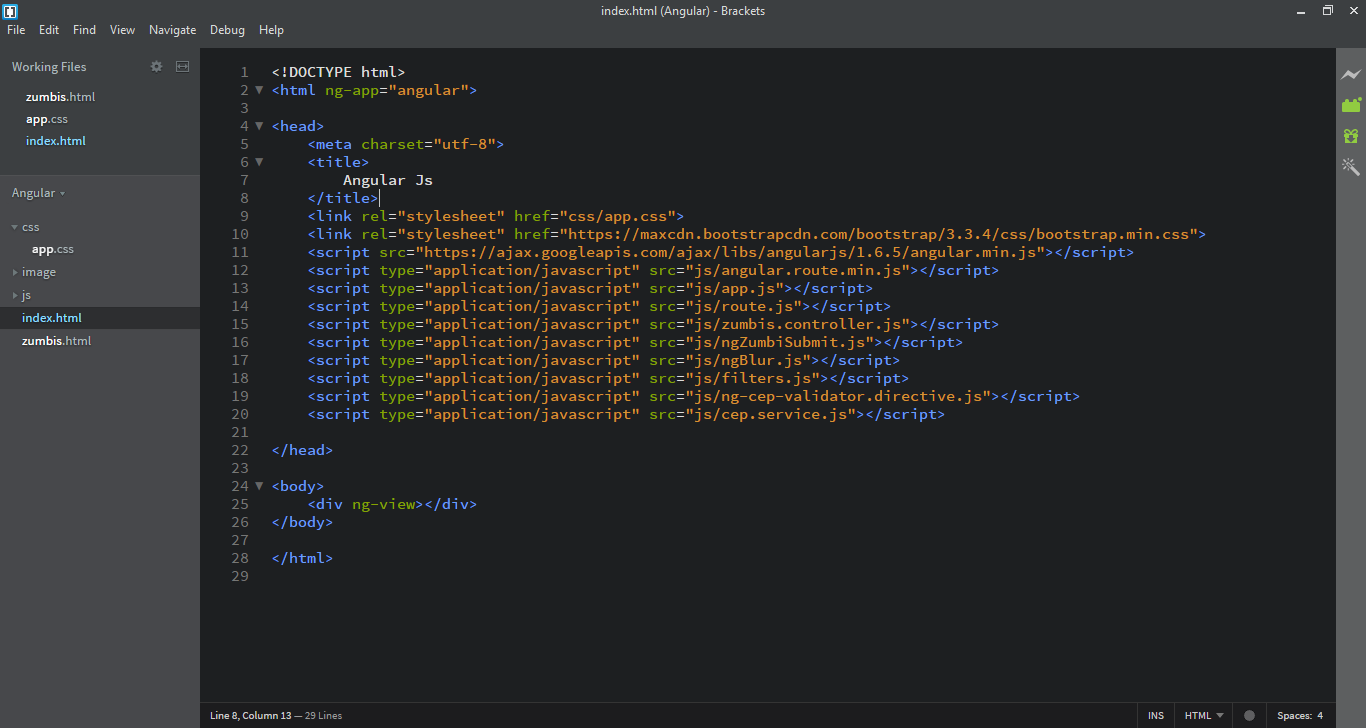 index.html (Angular) - Brackets
File Edit Find View Navigate Debug Help
Working Files
zumbis.html
app.css
index.html
Angular
css
app.css
image
js
index.html
zumbis.html
1 <!DOCTYPE html>
2 <html ng-app="angular">
3
4 <head>
5 <meta charset="utf-8">
6 <title>
7 Angular Js
8 </title>
9 <link rel="stylesheet" href="css/app.css">
10 <link rel="stylesheet" href="https://maxcdn.bootstrapcdn.com/bootstrap/3.3.4/css/bootstrap.min.css">
11 <script src="https://ajax.googleapis.com/ajax/libs/angularjs/1.6.5/angular.min.js"></script>
12 <script type="application/javascript" src="js/angular.route.min.js"></script>
13 <script type="application/javascript" src="js/app.js"></script>
14 <script type="application/javascript" src="js/route.js"></script>
15 <script type="application/javascript" src="js/zumbis.controller.js"></script>
16 <script type="application/javascript" src="js/ngZumbiSubmit.js"></script>
17 <script type="application/javascript" src="js/ngBlur.js"></script>
18 <script type="application/javascript" src="js/filters.js"></script>
19 <script type="application/javascript" src="js/ng-cep-validator.directive.js"></script>
20 <script type="application/javascript" src="js/cep.service.js"></script>
21
22 </head>
23
24 <body>
25 <div ng-view></div>
26 </body>
27
28 </html>
29
Line 8, Column 13 — 29 Lines
INS HTML Spaces: 4